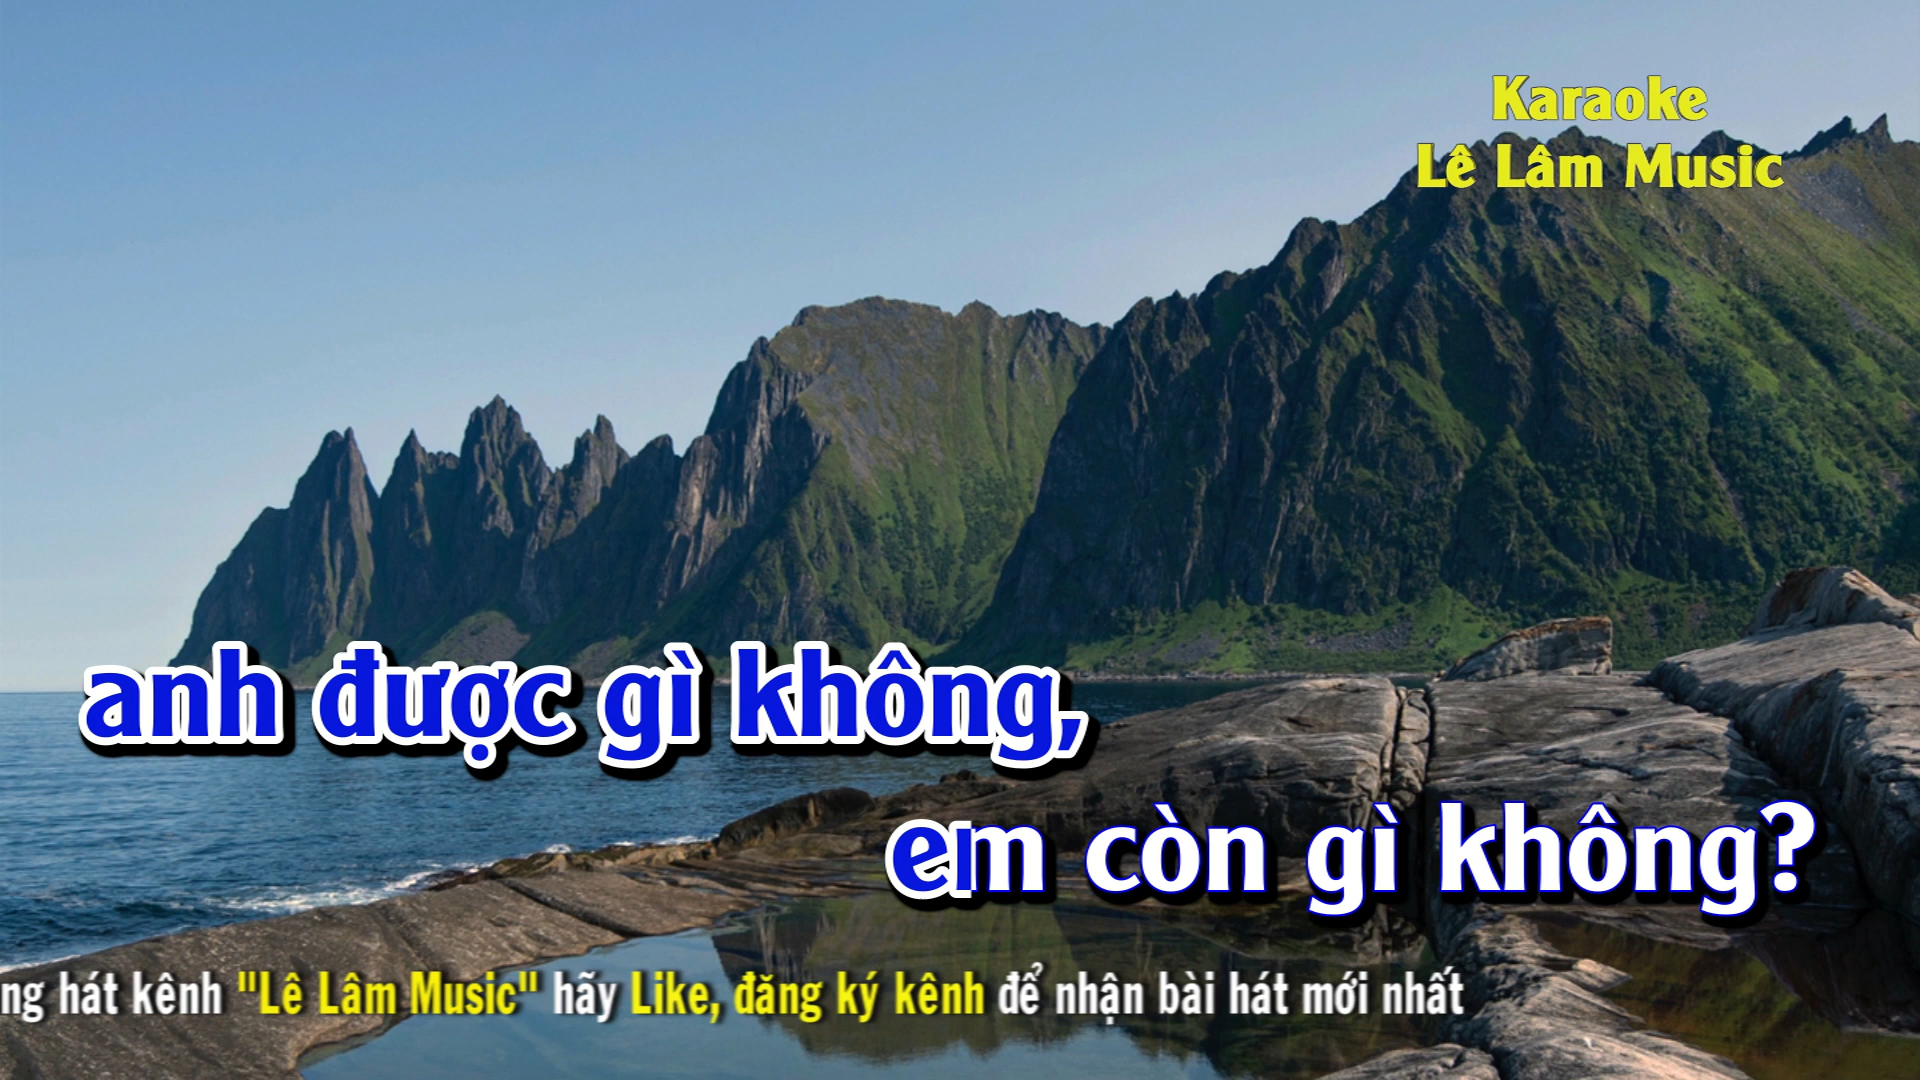 Karaoke
Lê Lâm Music
anh được gì không,
em còn gì không?
ng hát kênh "Lê Lâm Music" hãy Like, đăng ký kênh để nhận bài hát mới nhất